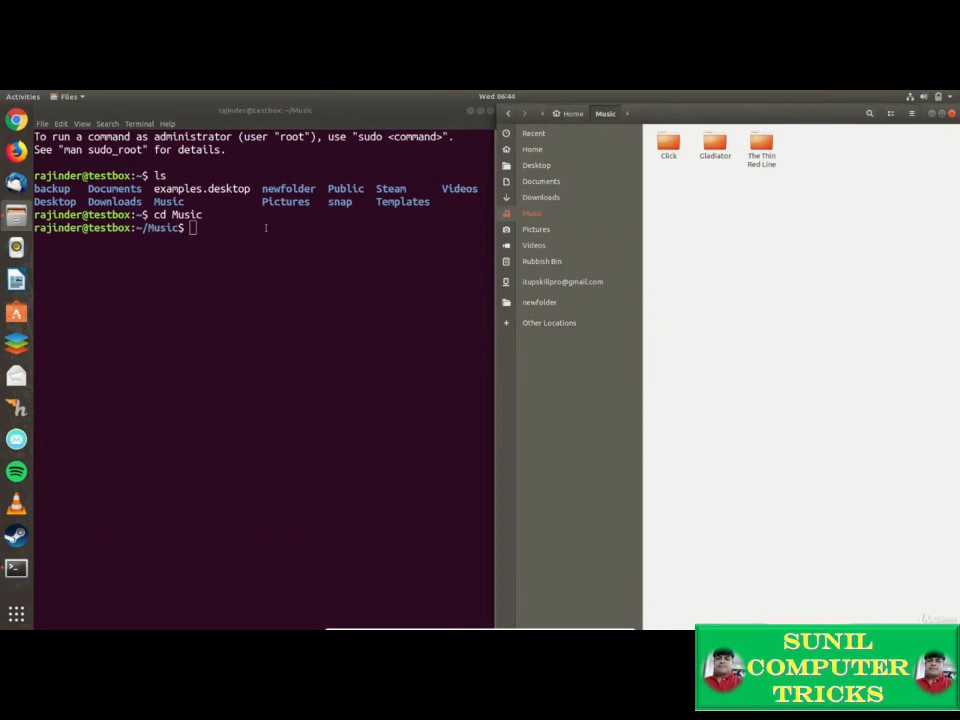 Activities
Files
Wed 06:44
rajinder@testbox: ~/Music
File Edit View Search Terminal Help
To run a command as administrator (user "root"), use "sudo <command>".
See "man sudo_root" for details.
rajinder@testbox:~$ ls
backup Documents examples.desktop newfolder Public Steam Videos
Desktop Downloads Music Pictures snap Templates
rajinder@testbox:~$ cd Music
rajinder@testbox:~/Music$
Home
Music
Recent
Home
Desktop
Documents
Downloads
Music
Pictures
Videos
Rubbish Bin
itupskillpro@gmail.com
newfolder
Other Locations
Click
Gladiator
The Thin
Red Line
SUNIL
COMPUTER
TRICKS